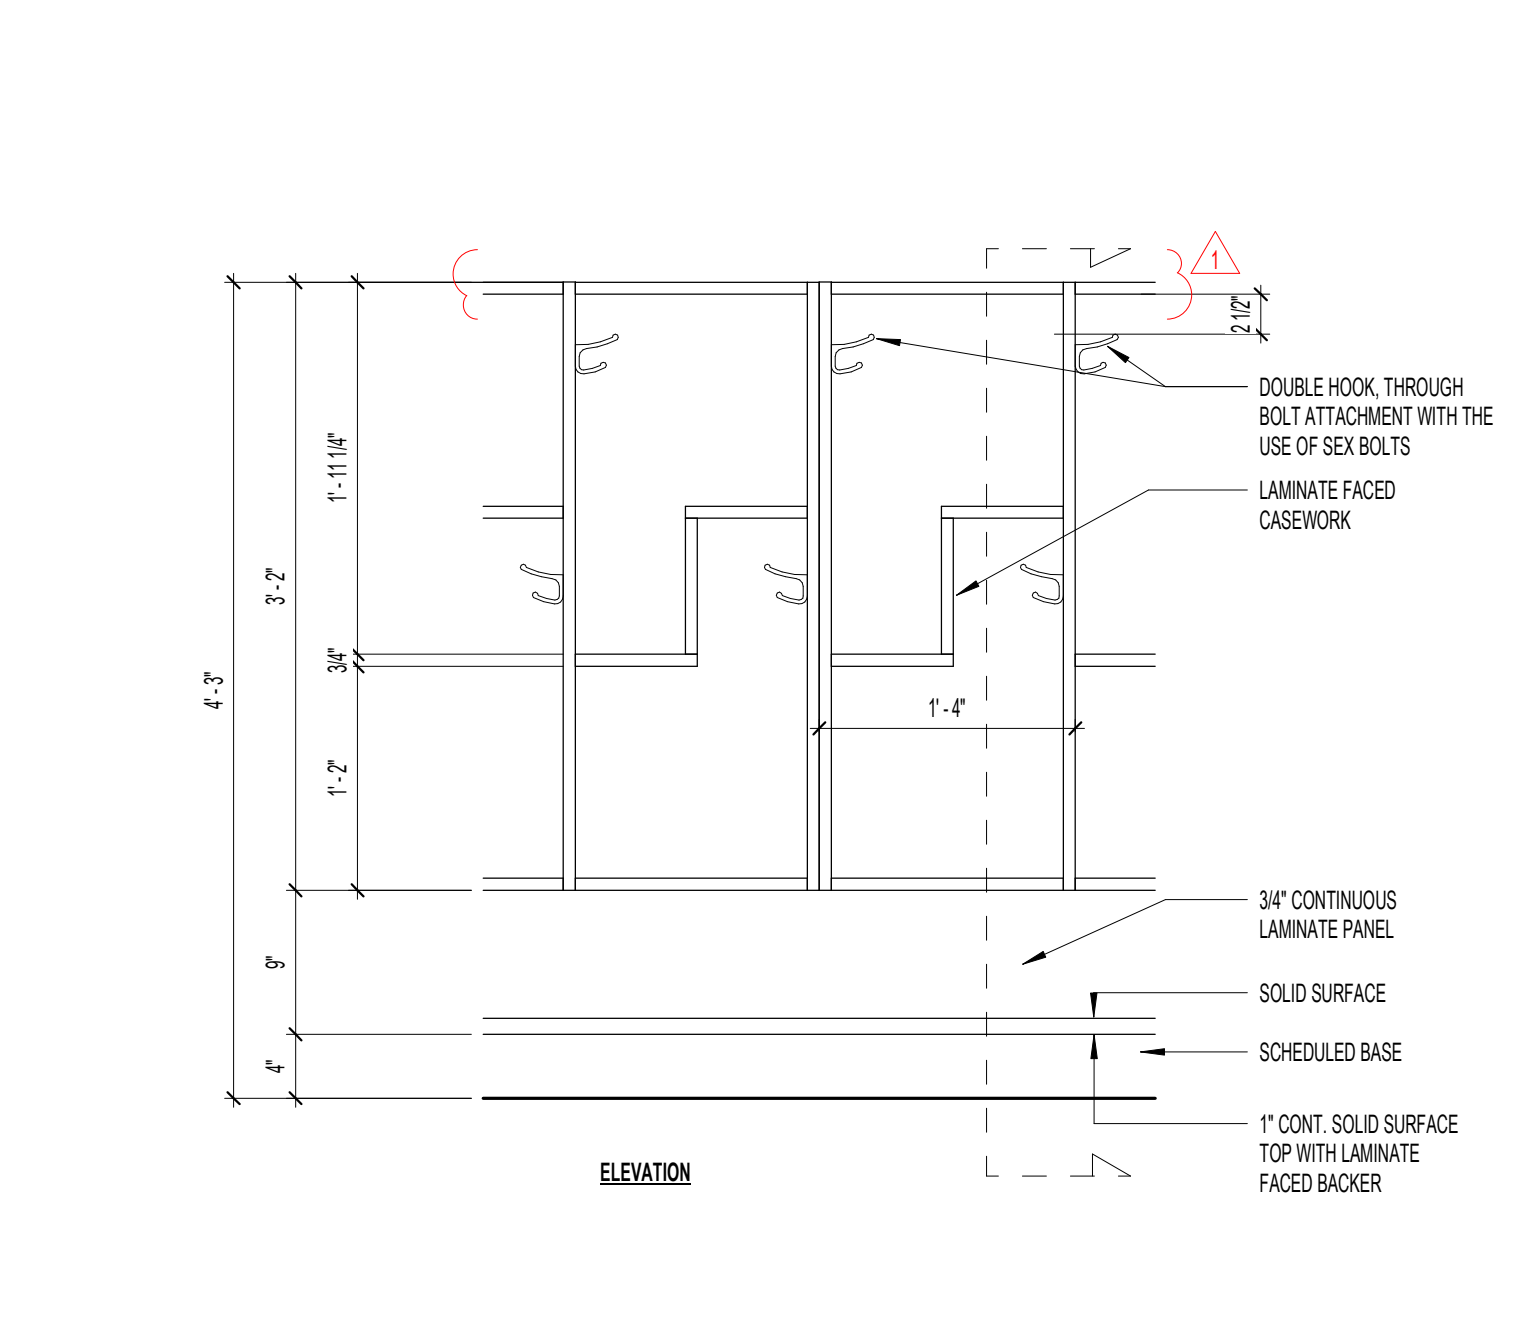 1
2 1/2"
DOUBLE HOOK, THROUGH
BOLT ATTACHMENT WITH THE
USE OF SEX BOLTS
1' - 11 1/4"
LAMINATE FACED
CASEWORK
3' - 2"
3/4"
4' - 3"
1' - 4"
1' - 2"
3/4" CONTINUOUS
LAMINATE PANEL
9"
SOLID SURFACE
4"
SCHEDULED BASE
1" CONT. SOLID SURFACE
TOP WITH LAMINATE
FACED BACKER
ELEVATION